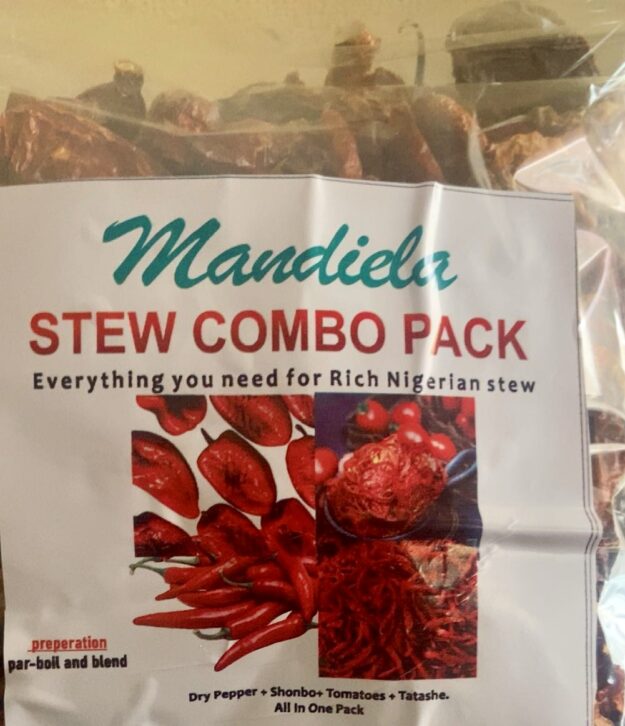 Mandiela
STEW COMBO PACK
Everything you need for Rich Nigerian stew
preperation
par-boil and blend
Dry Pepper + Shonbo+ Tomatoes + Tatashe.
All In One Pack